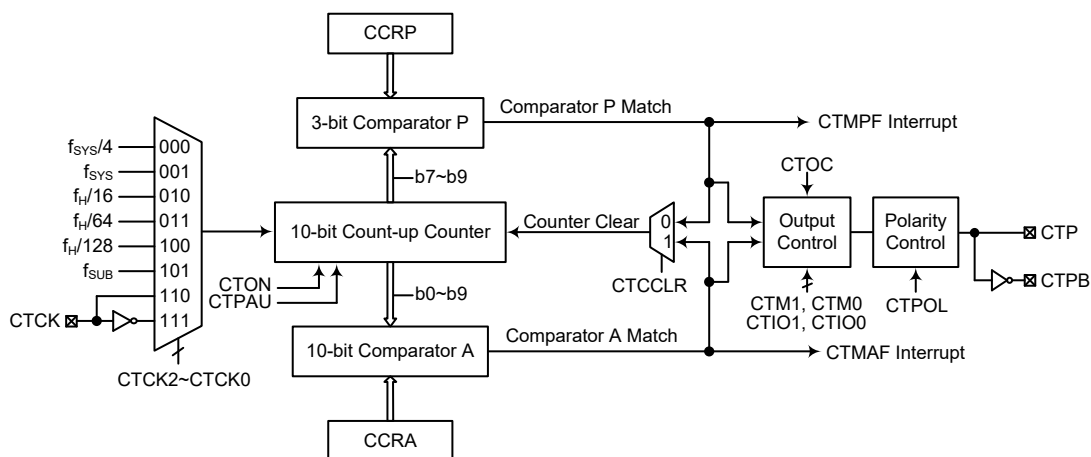 CCRP
3-bit Comparator P
Comparator P Match
CTMPF Interrupt
fSYS/4
000
fSYS
001
fH/16
010
fH/64
011
fH/128
100
fSUB
101
110
CTCK
111
CTCK2~CTCK0
b7~b9
10-bit Count-up Counter
CTON
CTPAU
b0~b9
Counter Clear
0
1
CTCCLR
CTOC
Output
Control
CTM1, CTM0
CTIO1, CTIO0
Polarity
Control
CTPOL
CTP
CTPB
10-bit Comparator A
Comparator A Match
CTMAF Interrupt
CCRA